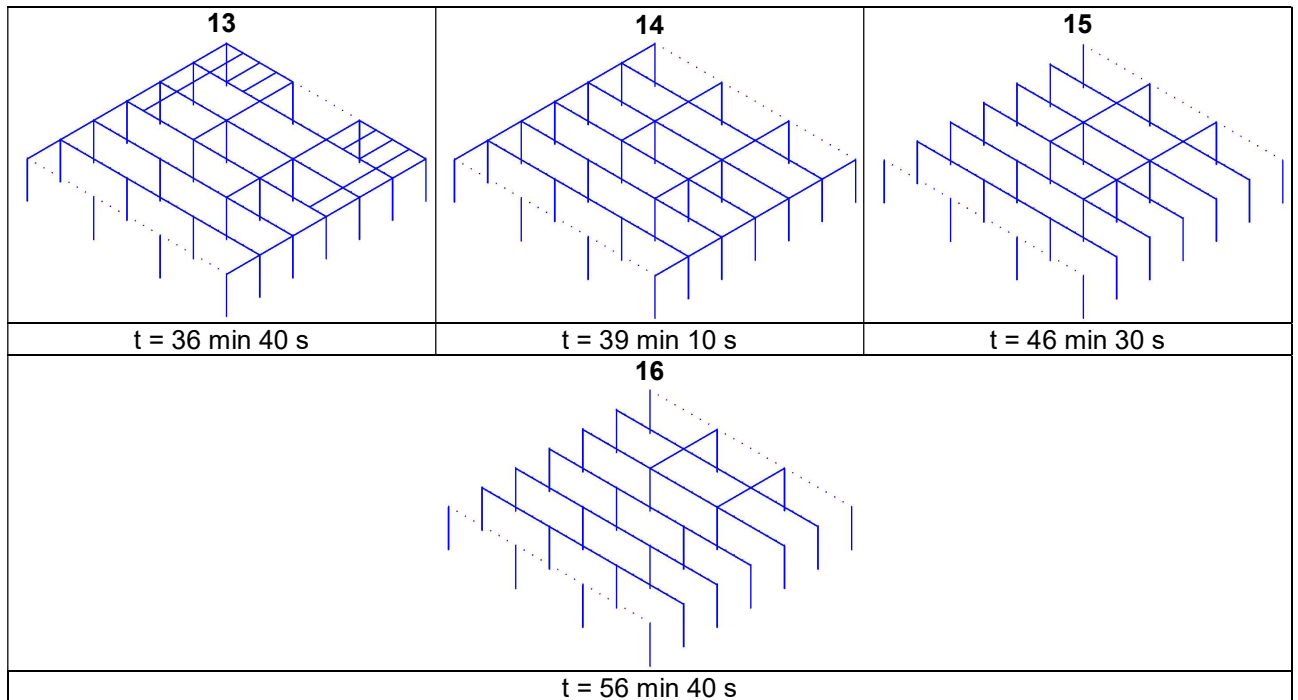 13
14
15
t = 36 min 40 s
t = 39 min 10 s
t = 46 min 30 s
16
t = 56 min 40 s